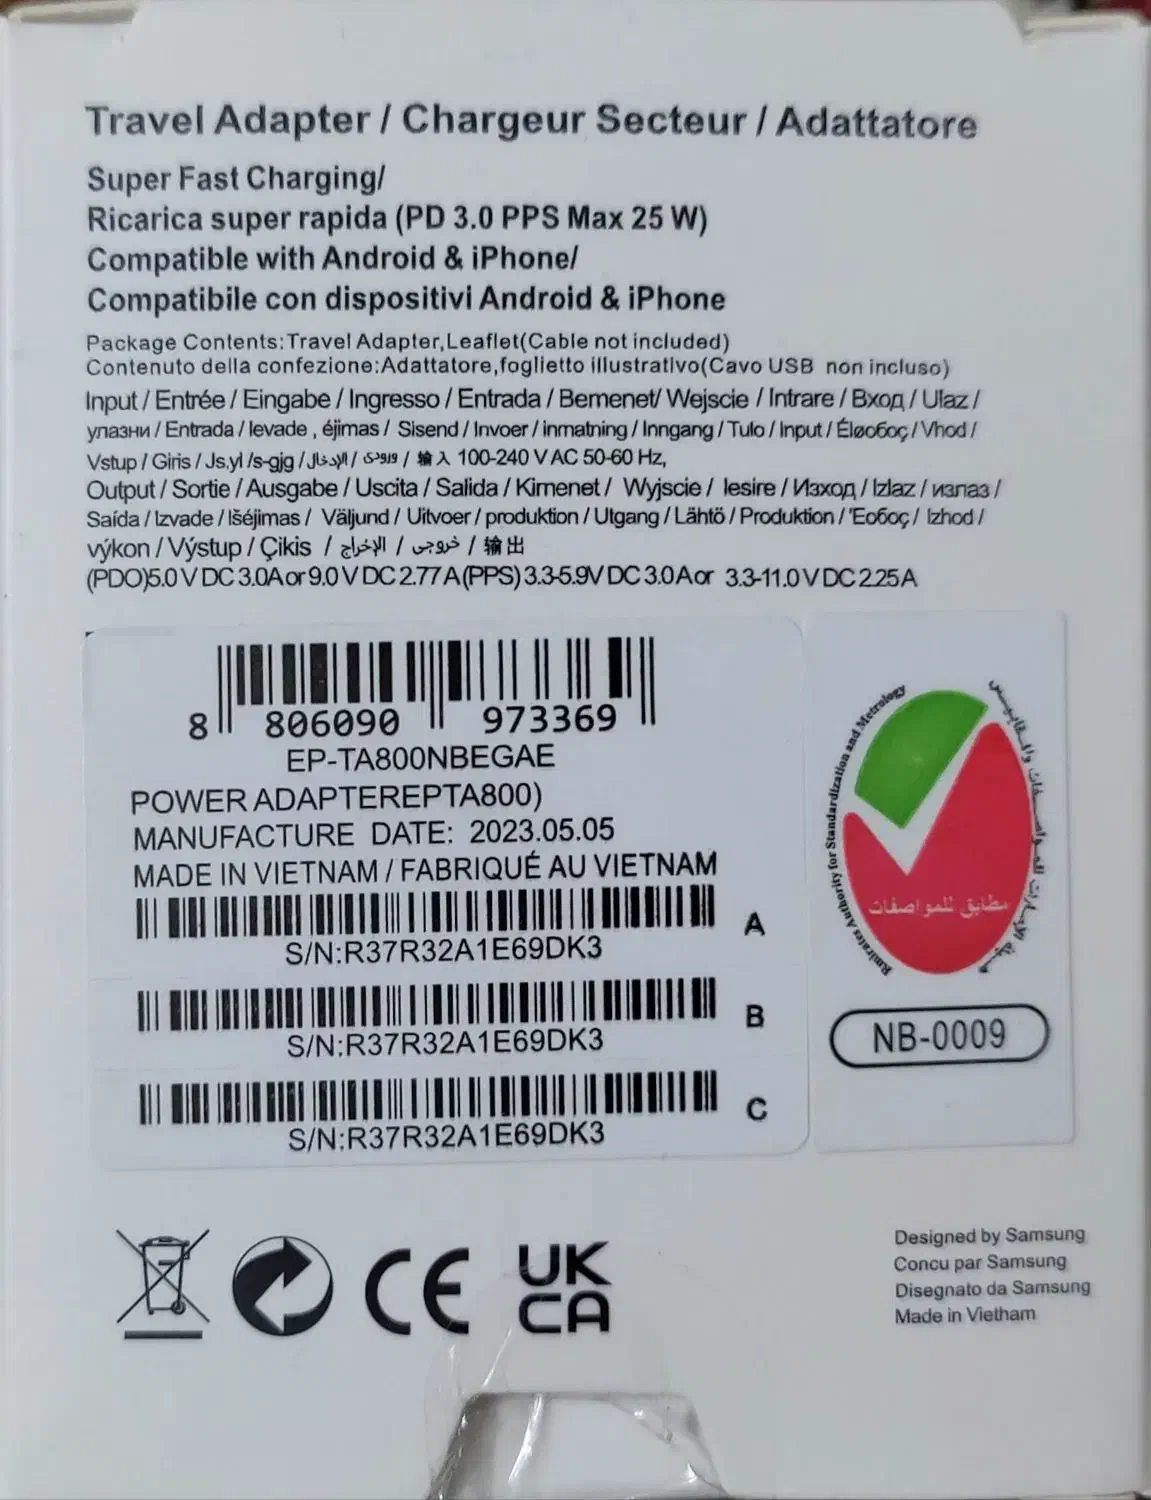 Travel Adapter / Chargeur Secteur / Adattatore
Super Fast Charging/
Ricarica super rapida (PD 3.0 PPS Max 25 W)
Compatible with Android & iPhone/
Compatibile con dispositivi Android & iPhone
Package Contents:Travel Adapter,Leaflet(Cable not included)
Contenuto della confezione:Adattatore,foglietto illustrativo(Cavo USB non incluso)
Input / Entrée / Eingabe / Ingresso / Entrada / Bemenet/ Wejscie / Intrare / Вход / Ulaz /
улазни / Entrada / Ievade , éjimas / Sisend / Invoer / inmatning / Inngang / Tulo / Input / Είøοбος / Vhod /
Vstup / Giris / Js.yl /s-gjg / الإدخال / ورودی / 输入 100-240 V AC 50-60 Hz,
Output / Sortie / Ausgabe / Uscita / Salida / Kimenet / Wyjscie / Iesire / Изход / Izlaz / излаз /
Saída / Izvade / Išéjimas / Väljund / Uitvoer / produktion / Utgang / Lähtö / Produktion / 'Εοбος / Izhod /
výkon / Výstup / Çikis / الإخراج / خروجی / 输出
(PDO)5.0 V DC 3.0A or 9.0 V DC 2.77 A (PPS) 3.3-5.9V DC 3.0A or 3.3-11.0 V DC 2.25 A
8 806090 973369
EP-TA800NBEGAE
POWER ADAPTEREPTA800)
MANUFACTURE DATE: 2023.05.05
MADE IN VIETNAM / FABRIQUÉ AU VIETNAM
A
S/N:R37R32A1E69DK3
B
S/N:R37R32A1E69DK3
C
S/N:R37R32A1E69DK3
Rmirates Authority for Standardization and Metrology
مطابق للمواصفات
NB-0009
CE
UK
CA
Designed by Samsung
Concu par Samsung
Disegnato da Samsung
Made in Vietham